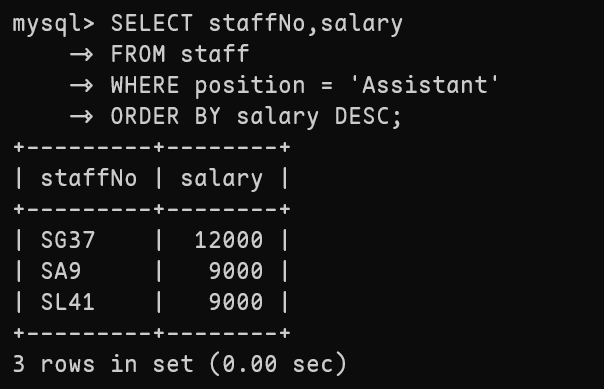 mysql> SELECT staffNo,salary
    -> FROM staff
    -> WHERE position = 'Assistant'
    -> ORDER BY salary DESC;
+---------+--------+
| staffNo | salary |
+---------+--------+
| SG37    |  12000 |
| SA9     |   9000 |
| SL41    |   9000 |
+---------+--------+
3 rows in set (0.00 sec)